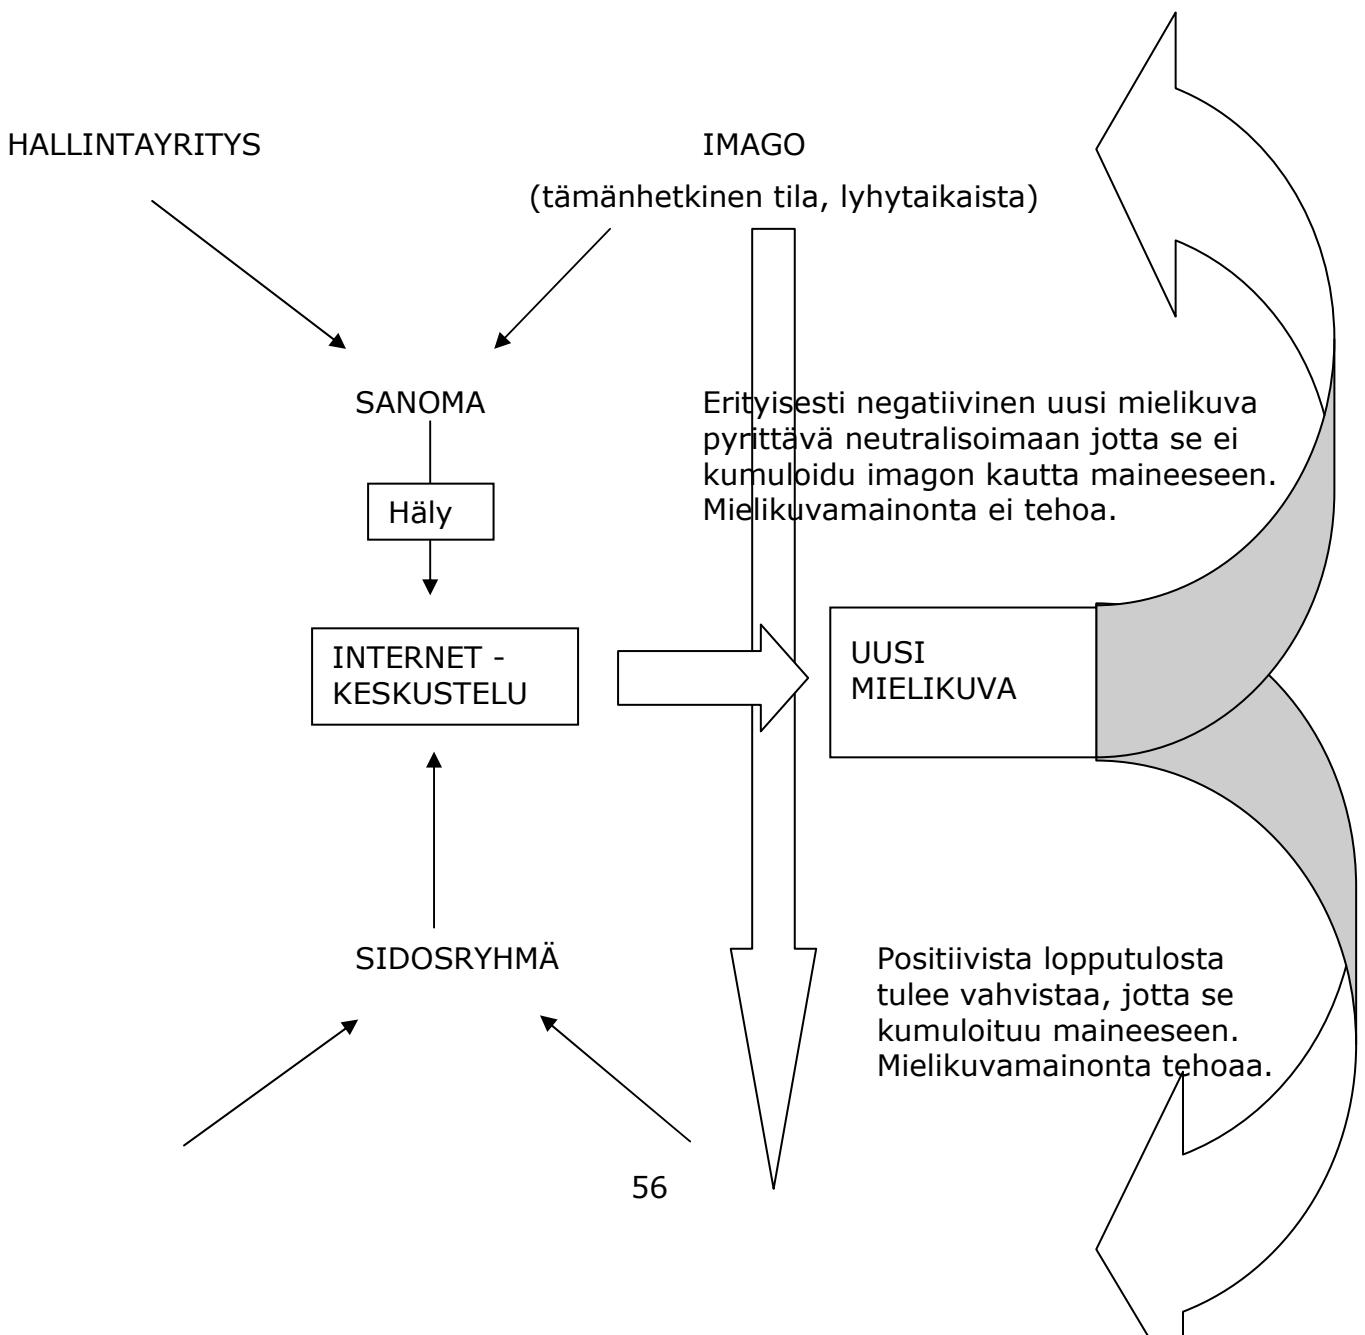 HALLINTAYRITYS
IMAGO
(tämänhetkinen tila, lyhytaikaista)
SANOMA
Erityisesti negatiivinen uusi mielikuva
pyrittävä neutralisoimaan jotta se ei
kumuloidu imagon kautta maineeseen.
Mielikuvamainonta ei tehoa.
Häly
INTERNET -
KESKUSTELU
UUSI
MIELIKUVA
SIDOSRYHMÄ
Positiivista lopputulosta
tulee vahvistaa, jotta se
kumuloituu maineeseen.
Mielikuvamainonta tehoaa.
56